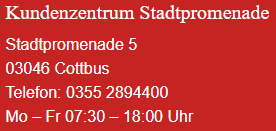 Kundenzentrum Stadtpromenade
Stadtpromenade 5
03046 Cottbus
Telefon: 0355 2894400
Mo – Fr 07:30 – 18:00 Uhr